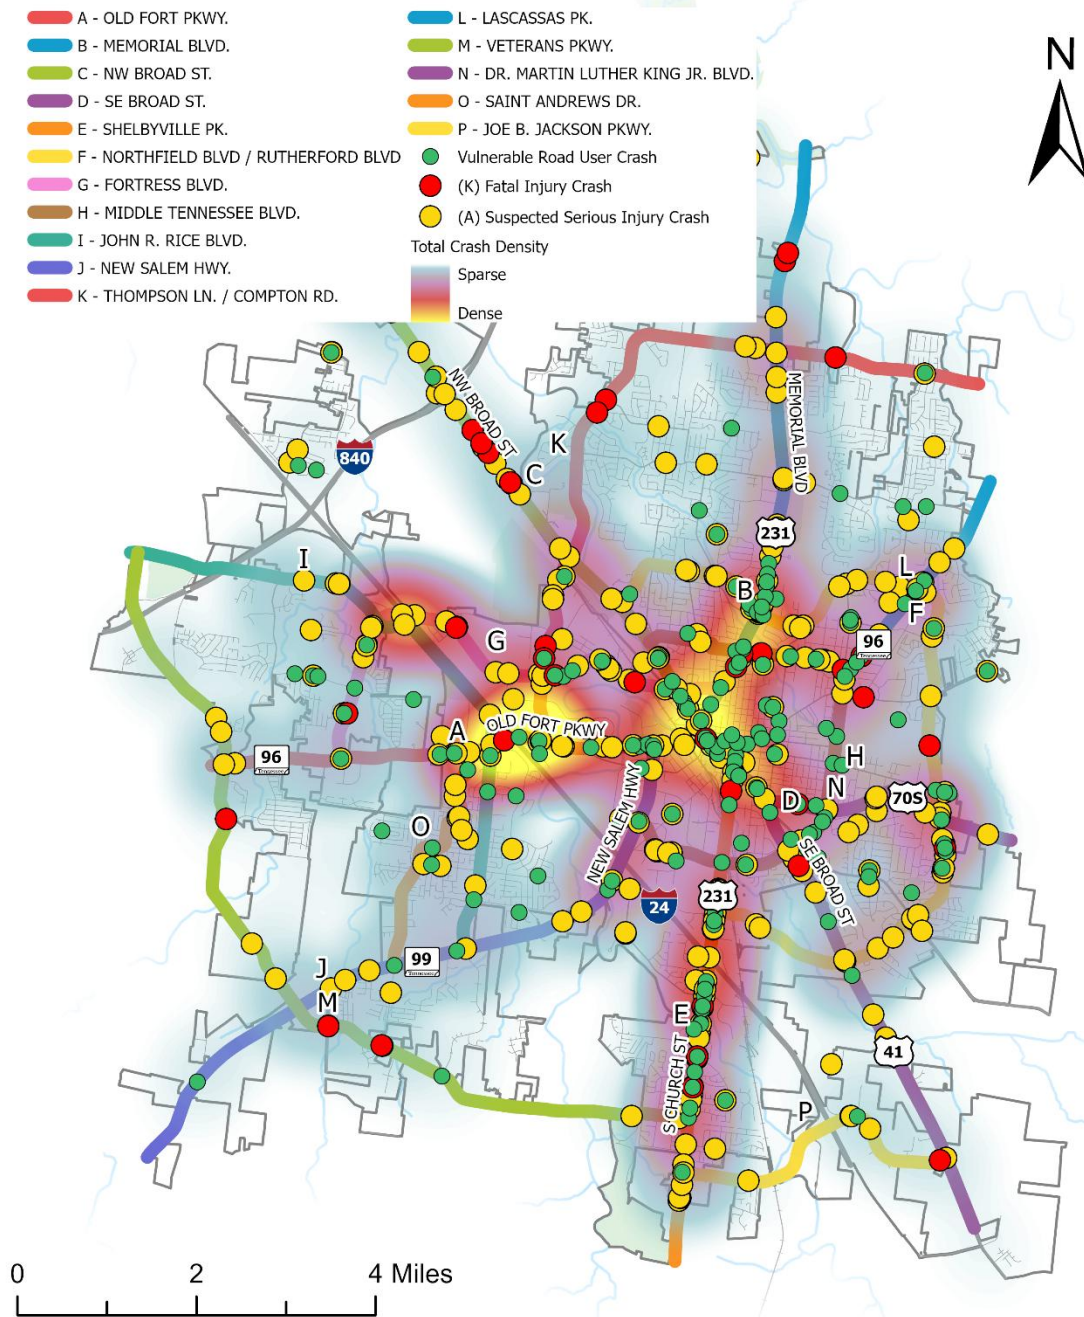 A - OLD FORT PKWY.
B - MEMORIAL BLVD.
C - NW BROAD ST.
D - SE BROAD ST.
E - SHELBYVILLE PK.
F - NORTHFIELD BLVD / RUTHERFORD BLVD
G - FORTRESS BLVD.
H - MIDDLE TENNESSEE BLVD.
I - JOHN R. RICE BLVD.
J - NEW SALEM HWY.
K - THOMPSON LN. / COMPTON RD.
L - LASCASSAS PK.
M - VETERANS PKWY.
N - DR. MARTIN LUTHER KING JR. BLVD.
O - SAINT ANDREWS DR.
P - JOE B. JACKSON PKWY.
Vulnerable Road User Crash
(K) Fatal Injury Crash
(A) Suspected Serious Injury Crash
Total Crash Density
Sparse
Dense
N
NW BROAD ST
MEMORIAL BLVD
K
840
C
231
I
B
L
F
96
G
A
OLD FORT PKWY
96
H
N
D
70S
O
NEW SALEM HWY
SE BROAD ST
231
24
99
J
M
E
S CHURCH ST
41
P
0
2
4 Miles